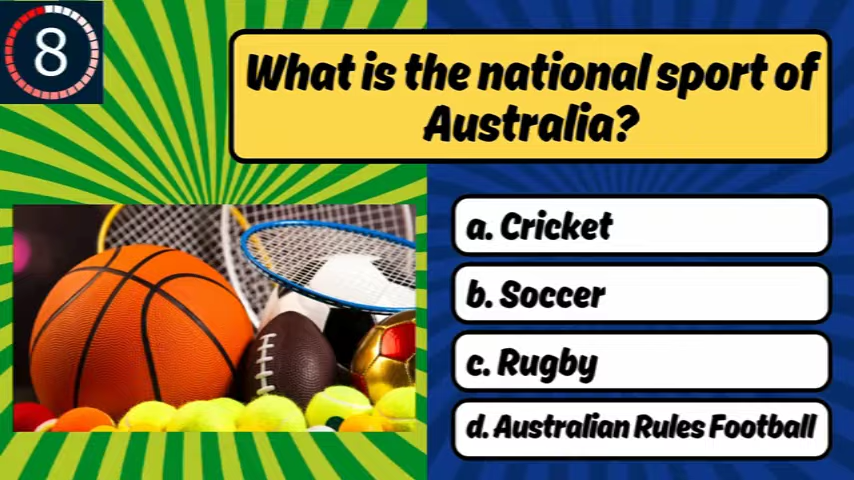 8
What is the national sport of
Australia?
a. Cricket
b. Soccer
c. Rugby
d. Australian Rules Football